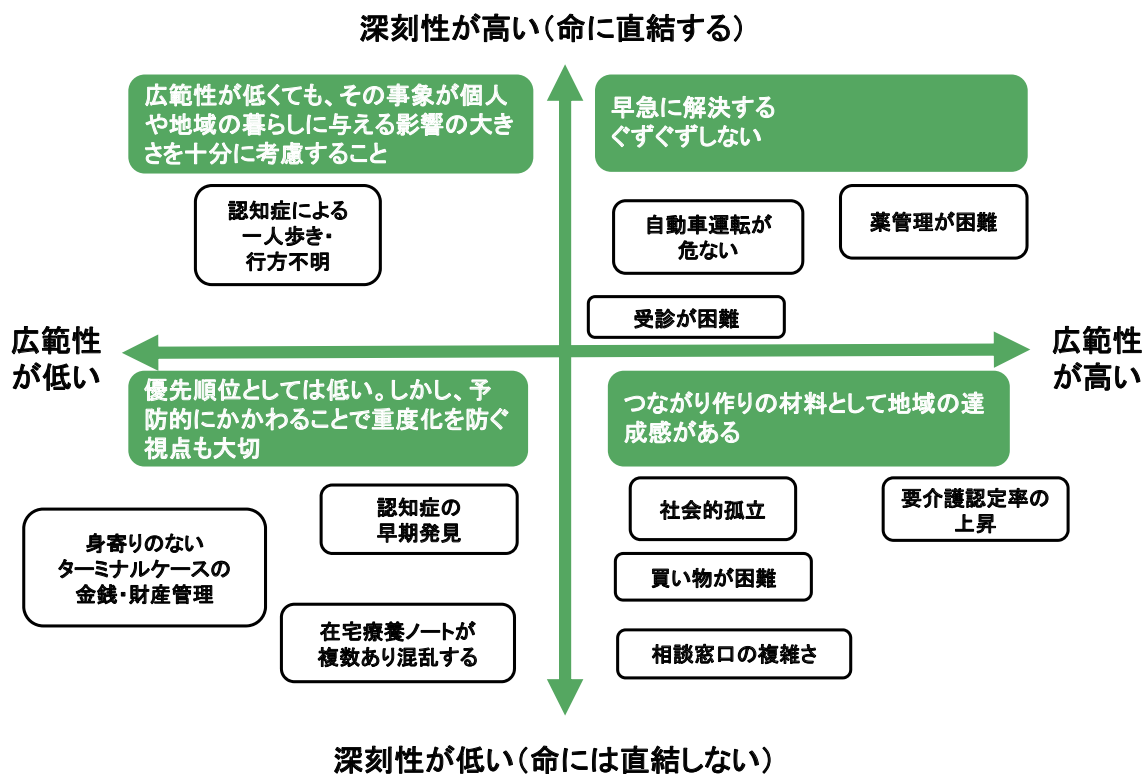 深刻性が高い（命に直結する）
広範性が低くても、その事象が個人
や地域の暮らしに与える影響の大き
さを十分に考慮すること
早急に解決する
ぐずぐずしない
認知症による
一人歩き・
行方不明
自動車運転が
危ない
薬管理が困難
受診が困難
広範性
が低い
広範性
が高い
優先順位としては低い。しかし、予
防的にかかわることで重度化を防ぐ
視点も大切
つながり作りの材料として地域の達
成感がある
身寄りのない
ターミナルケースの
金銭・財産管理
認知症の
早期発見
在宅療養ノートが
複数あり混乱する
社会的孤立
要介護認定率の
上昇
買い物が困難
相談窓口の複雑さ
深刻性が低い（命には直結しない）